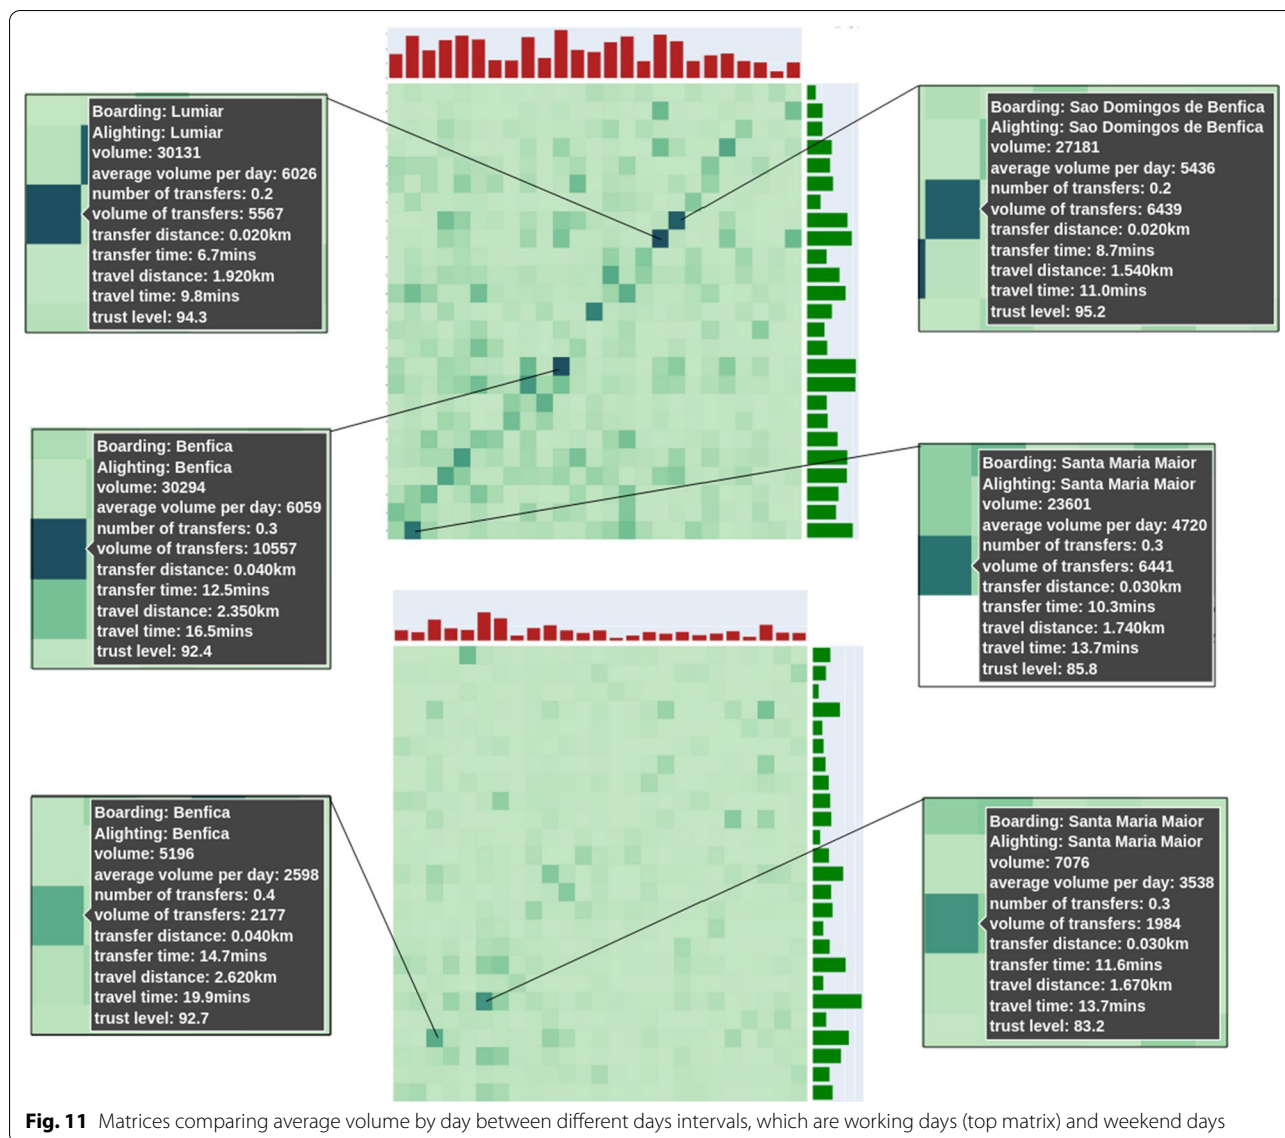 Boarding: Lumiar
Alighting: Lumiar
volume: 30131
average volume per day: 6026
number of transfers: 0.2
volume of transfers: 5567
transfer distance: 0.020km
transfer time: 6.7mins
travel distance: 1.920km
travel time: 9.8mins
trust level: 94.3
Boarding: Sao Domingos de Benfica
Alighting: Sao Domingos de Benfica
volume: 27181
average volume per day: 5436
number of transfers: 0.2
volume of transfers: 6439
transfer distance: 0.020km
transfer time: 8.7mins
travel distance: 1.540km
travel time: 11.0mins
trust level: 95.2
Boarding: Benfica
Alighting: Benfica
volume: 30294
average volume per day: 6059
number of transfers: 0.3
volume of transfers: 10557
transfer distance: 0.040km
transfer time: 12.5mins
travel distance: 2.350km
travel time: 16.5mins
trust level: 92.4
Boarding: Santa Maria Maior
Alighting: Santa Maria Maior
volume: 23601
average volume per day: 4720
number of transfers: 0.3
volume of transfers: 6441
transfer distance: 0.030km
transfer time: 10.3mins
travel distance: 1.740km
travel time: 13.7mins
trust level: 85.8
Boarding: Benfica
Alighting: Benfica
volume: 5196
average volume per day: 2598
number of transfers: 0.4
volume of transfers: 2177
transfer distance: 0.040km
transfer time: 14.7mins
travel distance: 2.620km
travel time: 19.9mins
trust level: 92.7
Boarding: Santa Maria Maior
Alighting: Santa Maria Maior
volume: 7076
average volume per day: 3538
number of transfers: 0.3
volume of transfers: 1984
transfer distance: 0.030km
transfer time: 11.6mins
travel distance: 1.670km
travel time: 13.7mins
trust level: 83.2
Fig. 11 Matrices comparing average volume by day between different days intervals, which are working days (top matrix) and weekend days